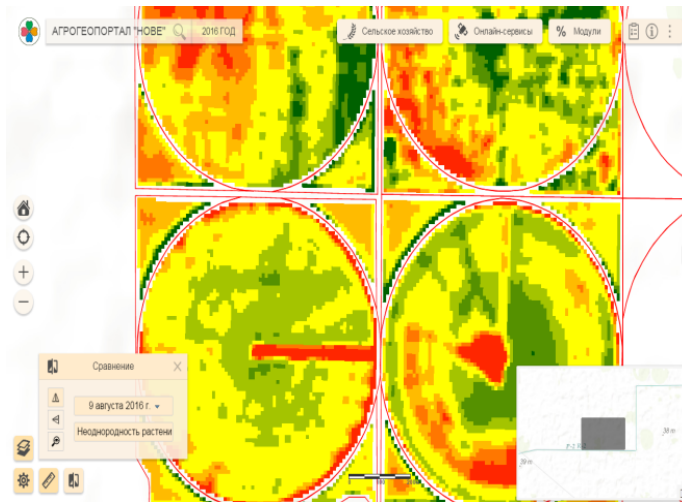 АГРОГЕОПОРТАЛ "НОВЕ"
2016 ГОД
Сельское хозяйство
Онлайн-сервисы
% Модули
Сравнение
9 августа 2016 г.
Неоднородность растени